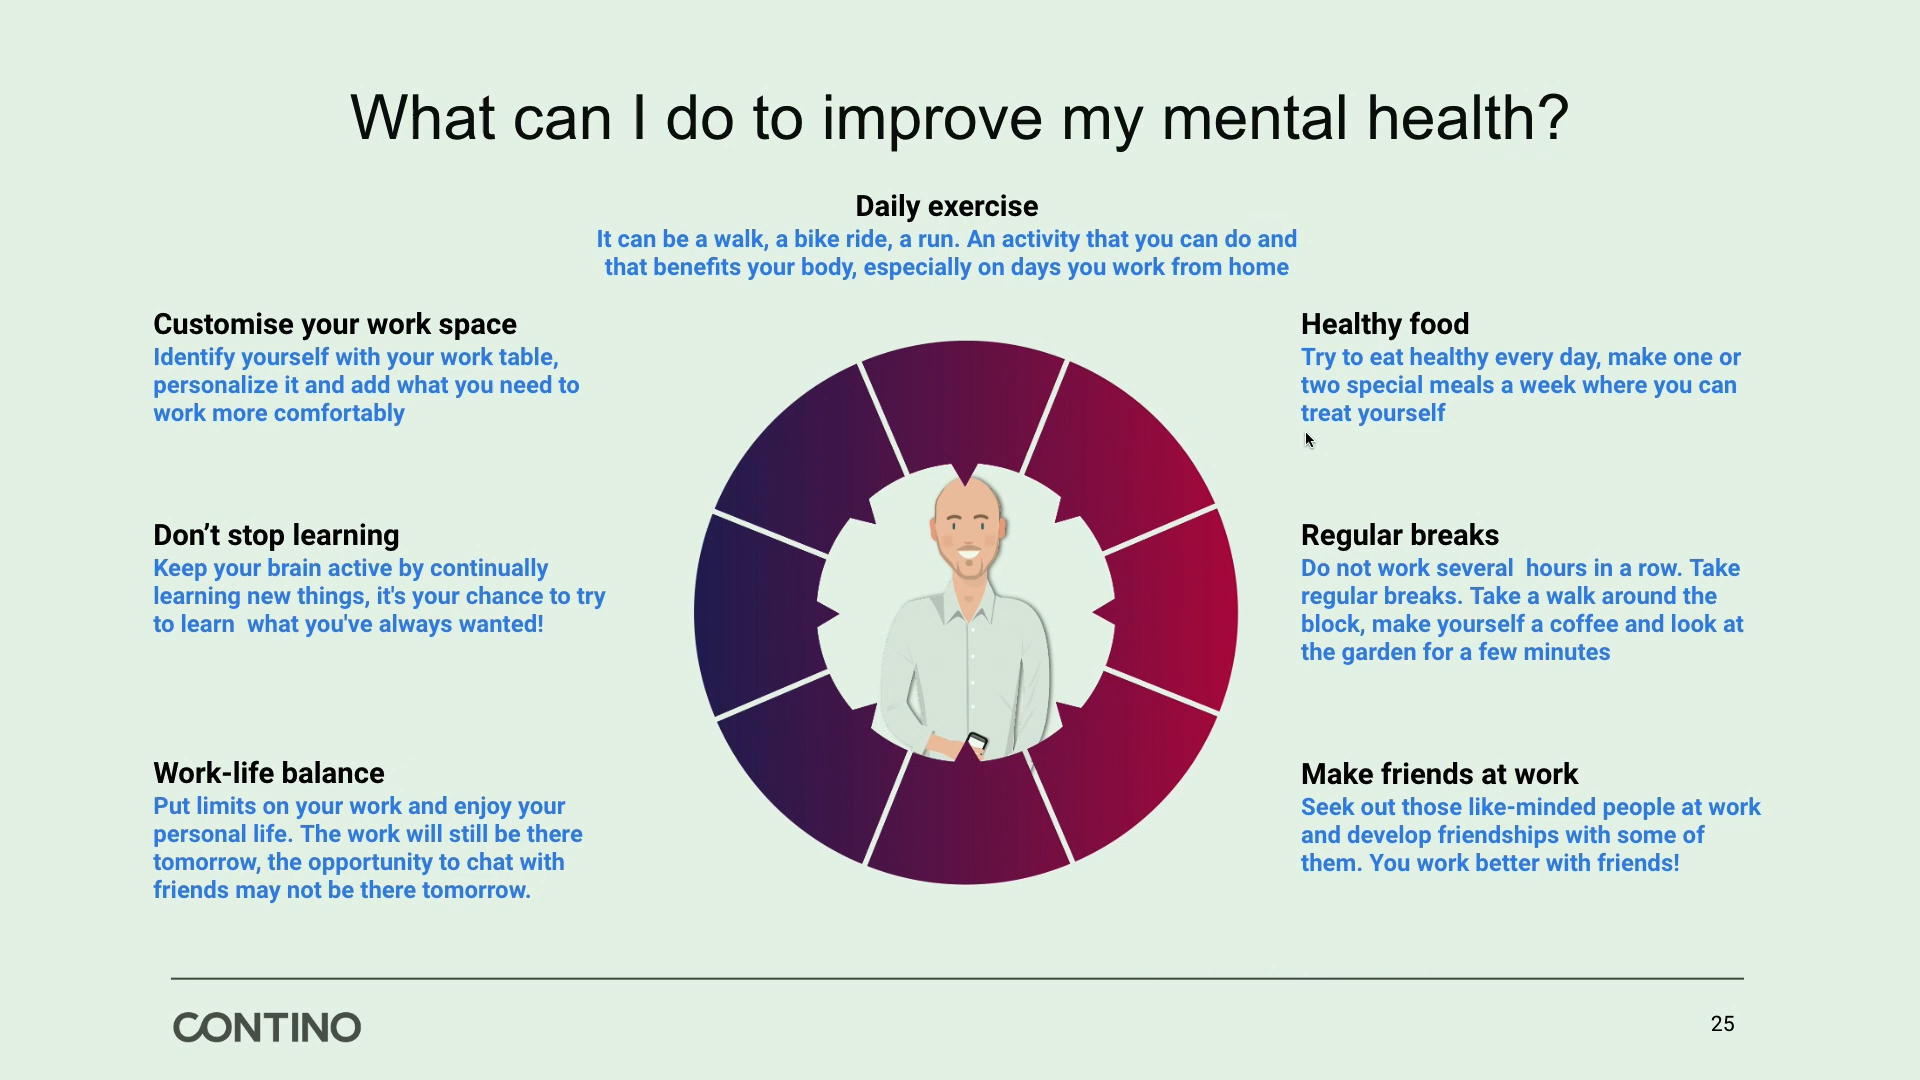 What can I do to improve my mental health?
Daily exercise
It can be a walk, a bike ride, a run. An activity that you can do and
that benefits your body, especially on days you work from home
Customise your work space
Identify yourself with your work table,
personalize it and add what you need to
work more comfortably
Healthy food
Try to eat healthy every day, make one or
two special meals a week where you can
treat yourself
Don’t stop learning
Keep your brain active by continually
learning new things, it's your chance to try
to learn  what you've always wanted!
Regular breaks
Do not work several  hours in a row. Take
regular breaks. Take a walk around the
block, make yourself a coffee and look at
the garden for a few minutes
Work-life balance
Put limits on your work and enjoy your
personal life. The work will still be there
tomorrow, the opportunity to chat with
friends may not be there tomorrow.
Make friends at work
Seek out those like-minded people at work
and develop friendships with some of
them. You work better with friends!
CONTINO
25